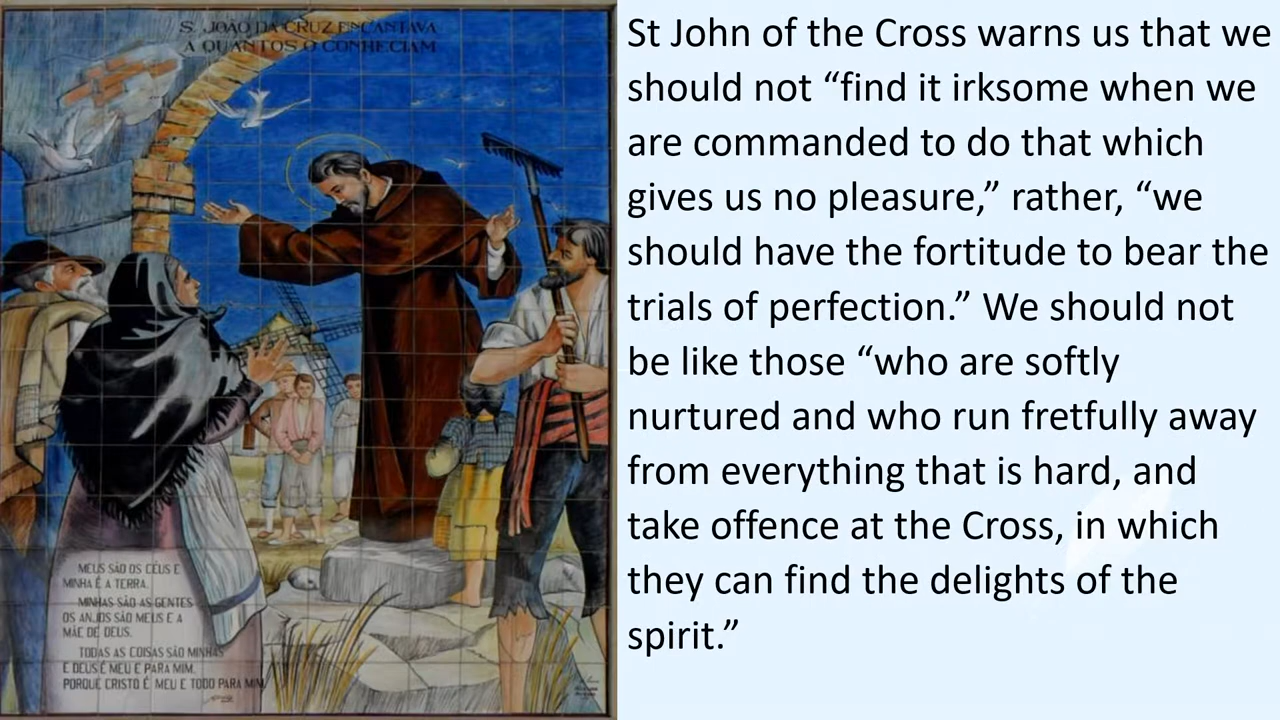 S. JOÃO DA CRUZ ENCANTAVA
A QUANTOS O CONHECIAM
MEUS SÃO OS CÉUS E
MINHA É A TERRA.
MINHAS SÃO AS GENTES
OS ANJOS SÃO MEUS E A
MÃE DE DEUS.
TODAS AS COISAS SÃO MINHAS
E DEUS É MEU E PARA MIM.
PORQUE CRISTO É MEU E TODO PARA MIM.
St John of the Cross warns us that we
should not “find it irksome when we
are commanded to do that which
gives us no pleasure,” rather, “we
should have the fortitude to bear the
trials of perfection.” We should not
be like those “who are softly
nurtured and who run fretfully away
from everything that is hard, and
take offence at the Cross, in which
they can find the delights of the
spirit.”